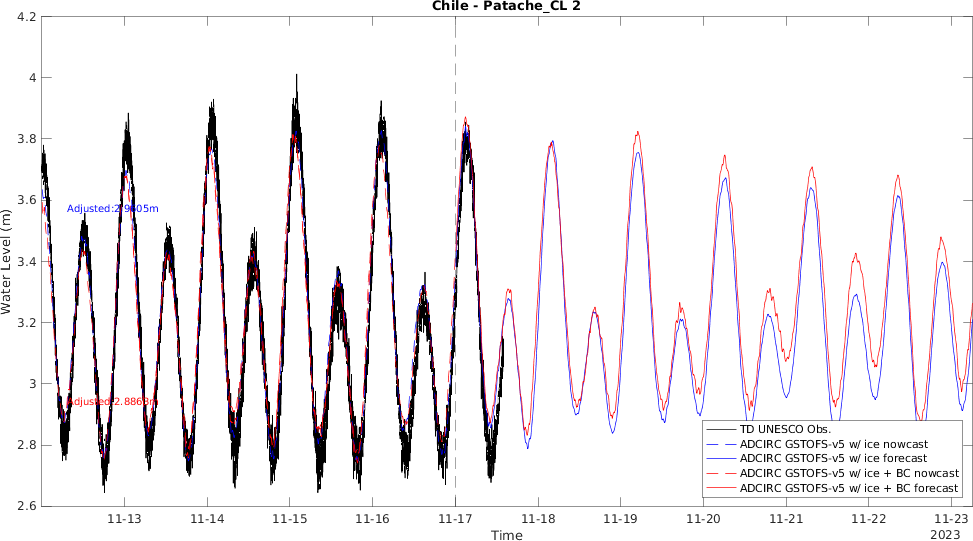 Chile - Patache_CL 2
Water Level (m)
4.2
4
3.8
3.6
3.4
3.2
3
2.8
2.6
Adjusted:2.9605m
Adjusted:2.8863m
TD UNESCO Obs.
ADCIRC GSTOFS-v5 w/ ice nowcast
ADCIRC GSTOFS-v5 w/ ice forecast
ADCIRC GSTOFS-v5 w/ ice + BC nowcast
ADCIRC GSTOFS-v5 w/ ice + BC forecast
11-13 11-14 11-15 11-16 11-17 11-18 11-19 11-20 11-21 11-22 11-23
Time
2023